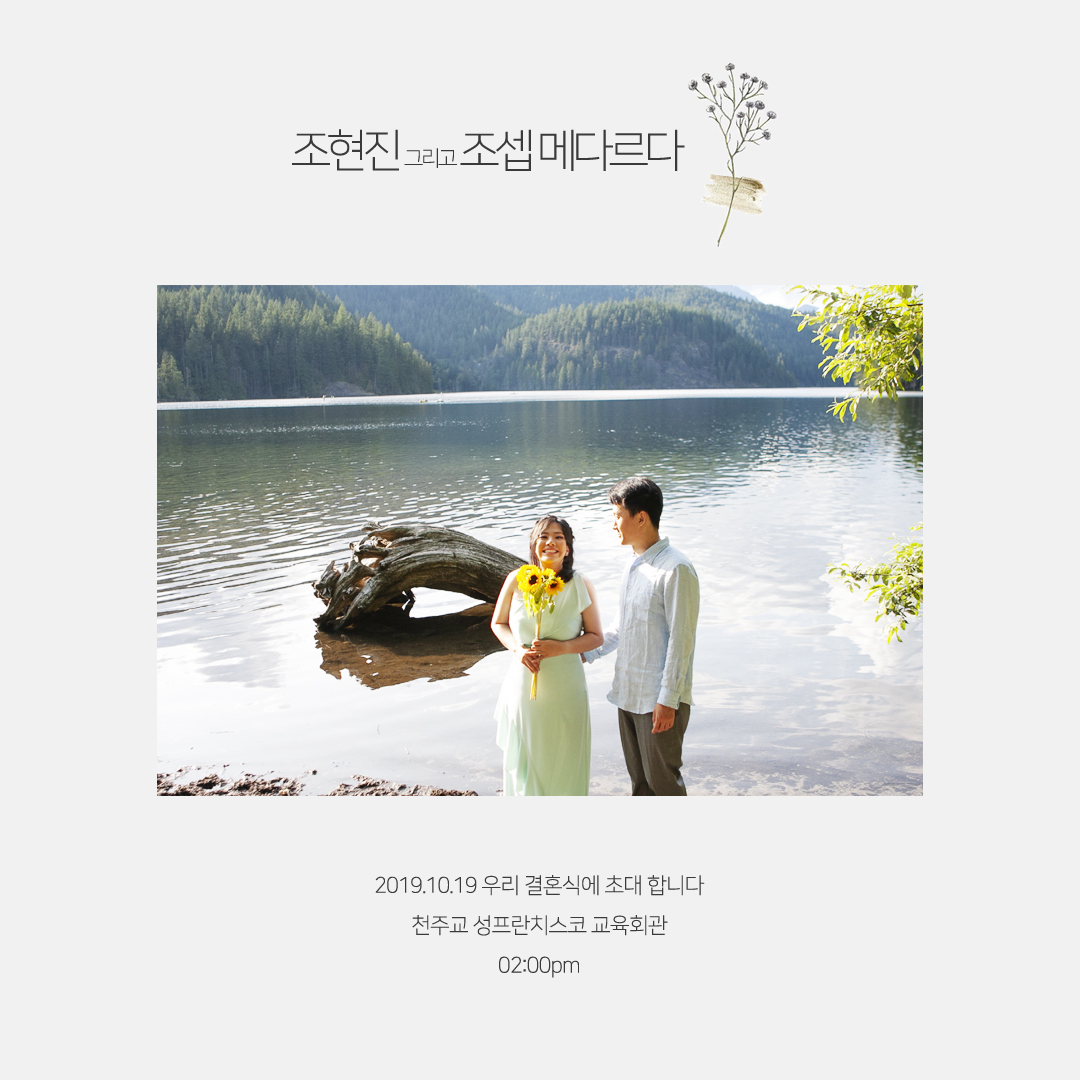 조현진 그리고 조셉 메다르다
2019.10.19 우리 결혼식에 초대 합니다
천주교 성프란치스코 교육회관
02:00pm